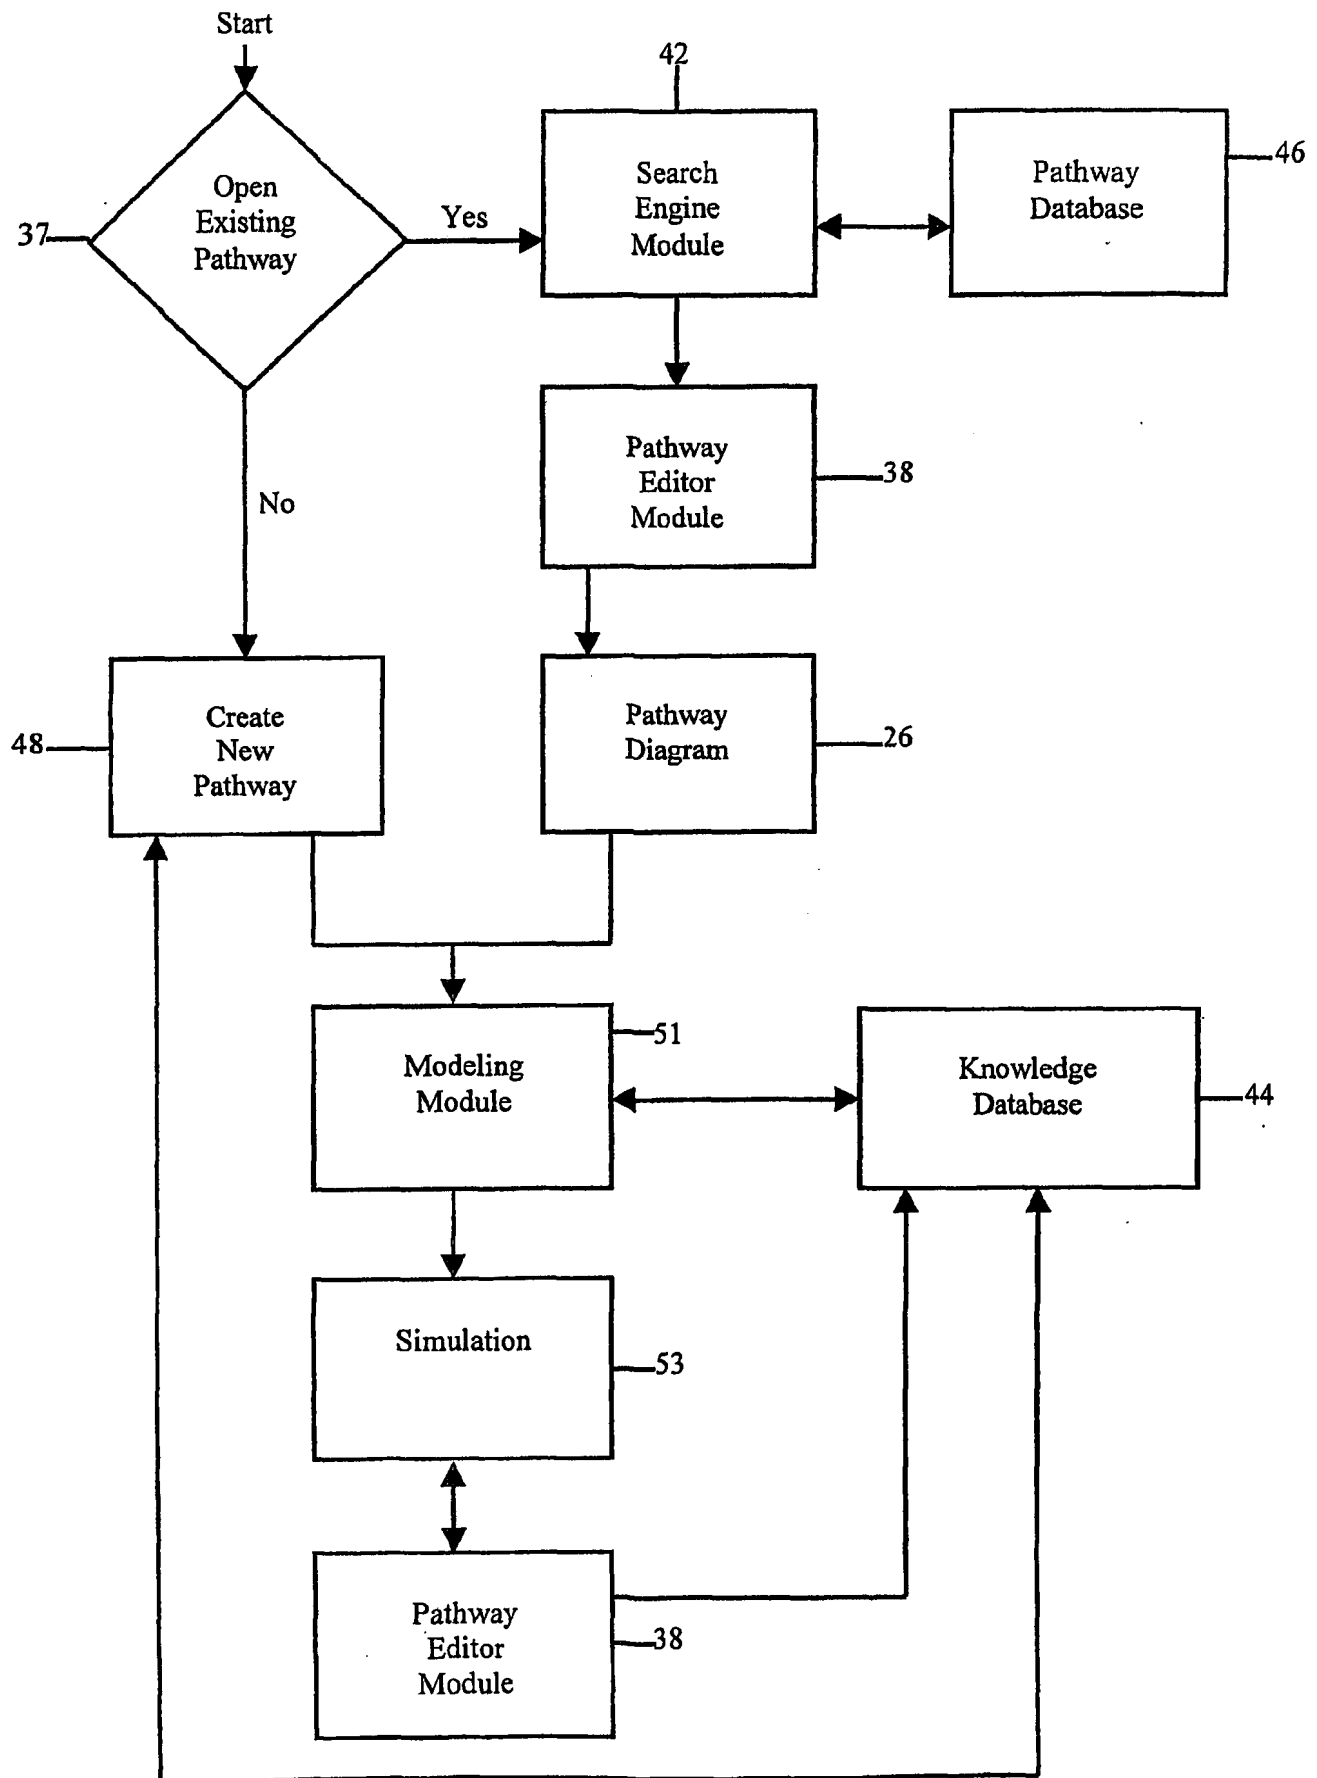 Start
42
Open
Existing
Pathway
37
Yes
Search
Engine
Module
Pathway
Database
46
No
Pathway
Editor
Module
38
Create
New
Pathway
48
Pathway
Diagram
26
Modeling
Module
51
Knowledge
Database
44
Simulation
53
Pathway
Editor
Module
38